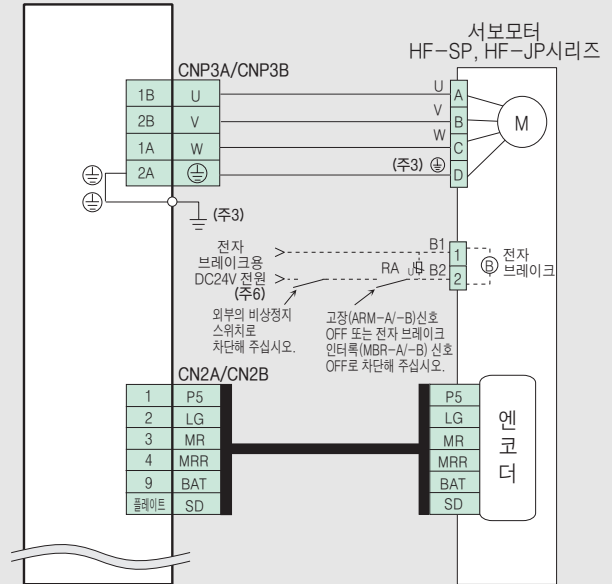 서보모터
HF-SP, HF-JP시리즈
CNP3A/CNP3B
1B U
2B V
1A W
2A
U A
V B
W C
(주3) D
M
(주3)
전자
브레이크용
DC24V 전원
(주6)
외부의 비상정지
스위치로
차단해 주십시오.
RA U
B1 1
B2 2
B 전자
브레이크
고장(ARM-A/-B)신호
OFF 또는 전자 브레이크
인터록(MBR-A/-B) 신호
OFF로 차단해 주십시오.
CN2A/CN2B
1 P5
2 LG
3 MR
4 MRR
9 BAT
플레이트 SD
P5
LG
MR
MRR
BAT
SD
엔
코
더